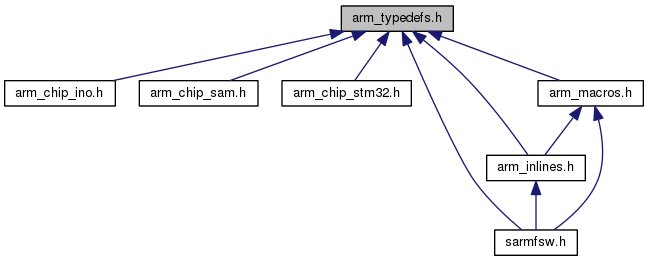 arm_typedefs.h
arm_chip_ino.h
arm_chip_sam.h
arm_chip_stm32.h
arm_macros.h
arm_inlines.h
sarmfsw.h